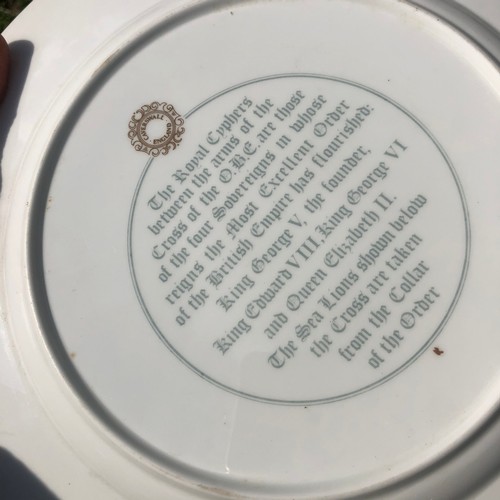 The Royal Cyphers
between the arms of the
Cross of the O.B.E. are those
of the four Sovereigns in whose
reigns the Most Excellent Order
of the British Empire has flourished:
King George V, the founder,
King Edward VIII, King George VI
and Queen Elizabeth II.
The Sea Lions shown below
the Cross are taken
from the Collar
of the Order